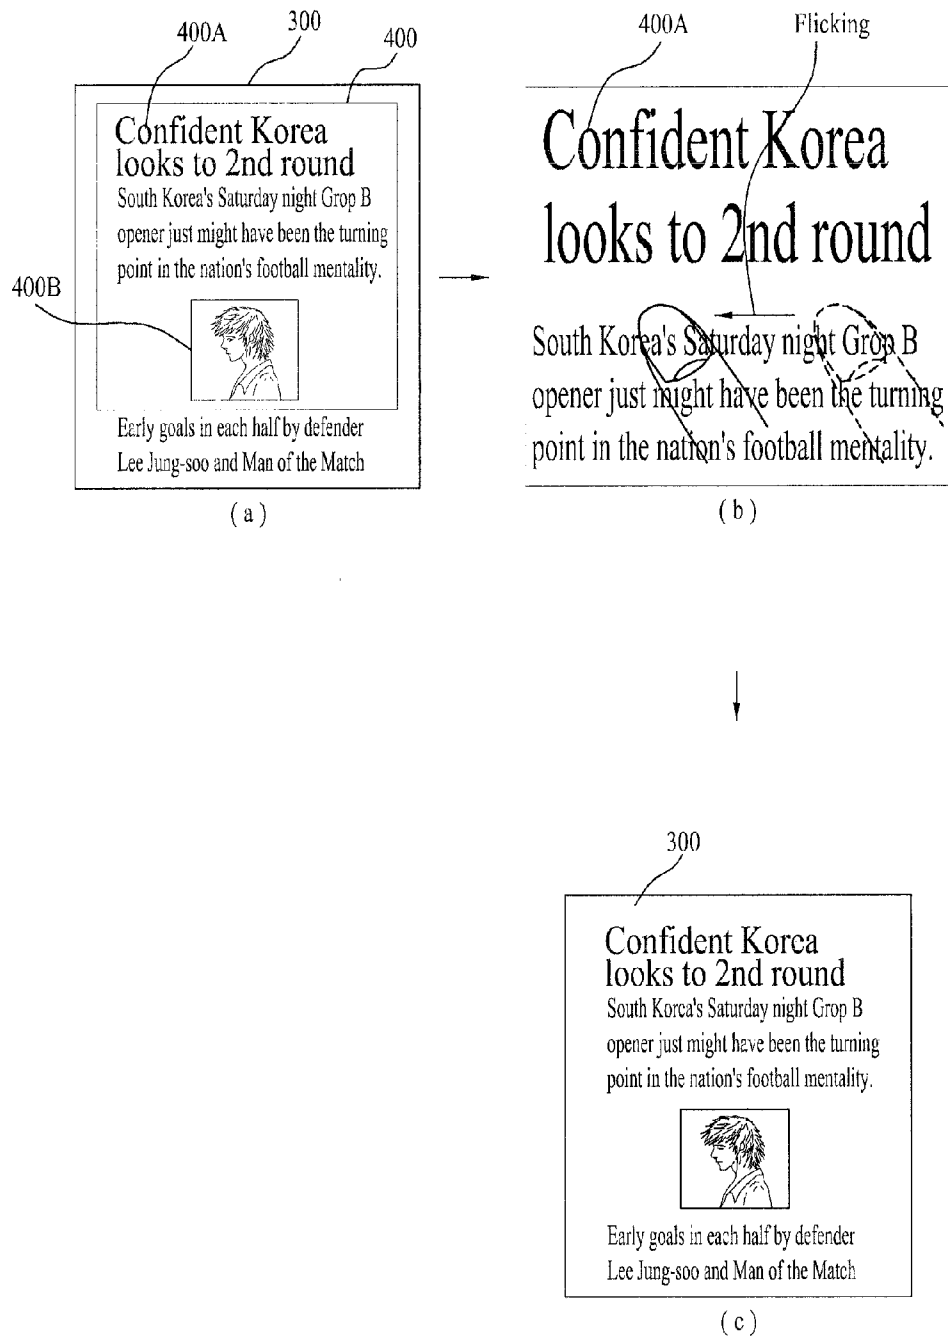 400A
300
400
Confident Korea
looks to 2nd round
South Korea's Saturday night Grop B
opener just might have been the turning
point in the nation's football mentality.
400B
Early goals in each half by defender
Lee Jung-soo and Man of the Match
(a)
400A
Flicking
Confident Korea
looks to 2nd round
South Korea's Saturday night Grop B
opener just might have been the turning
point in the nation's football mentality.
(b)
300
Confident Korea
looks to 2nd round
South Korea's Saturday night Grop B
opener just might have been the turning
point in the nation's football mentality.
Early goals in each half by defender
Lee Jung-soo and Man of the Match
(c)